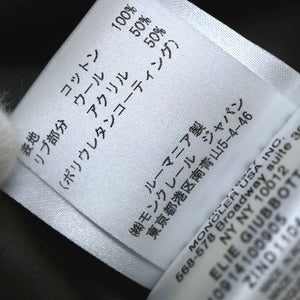 表地 コットン 100%
リブ部分 ウール 50%
アクリル 50%
(ポリウレタンコーティング)
ルーマニア製
㈱モンクレール ジャパン
東京都港区南青山5-4-46
MONCLER USA INC.
568-578 Broadway suite
NY NY 10012
ELIE GIUBBOTT